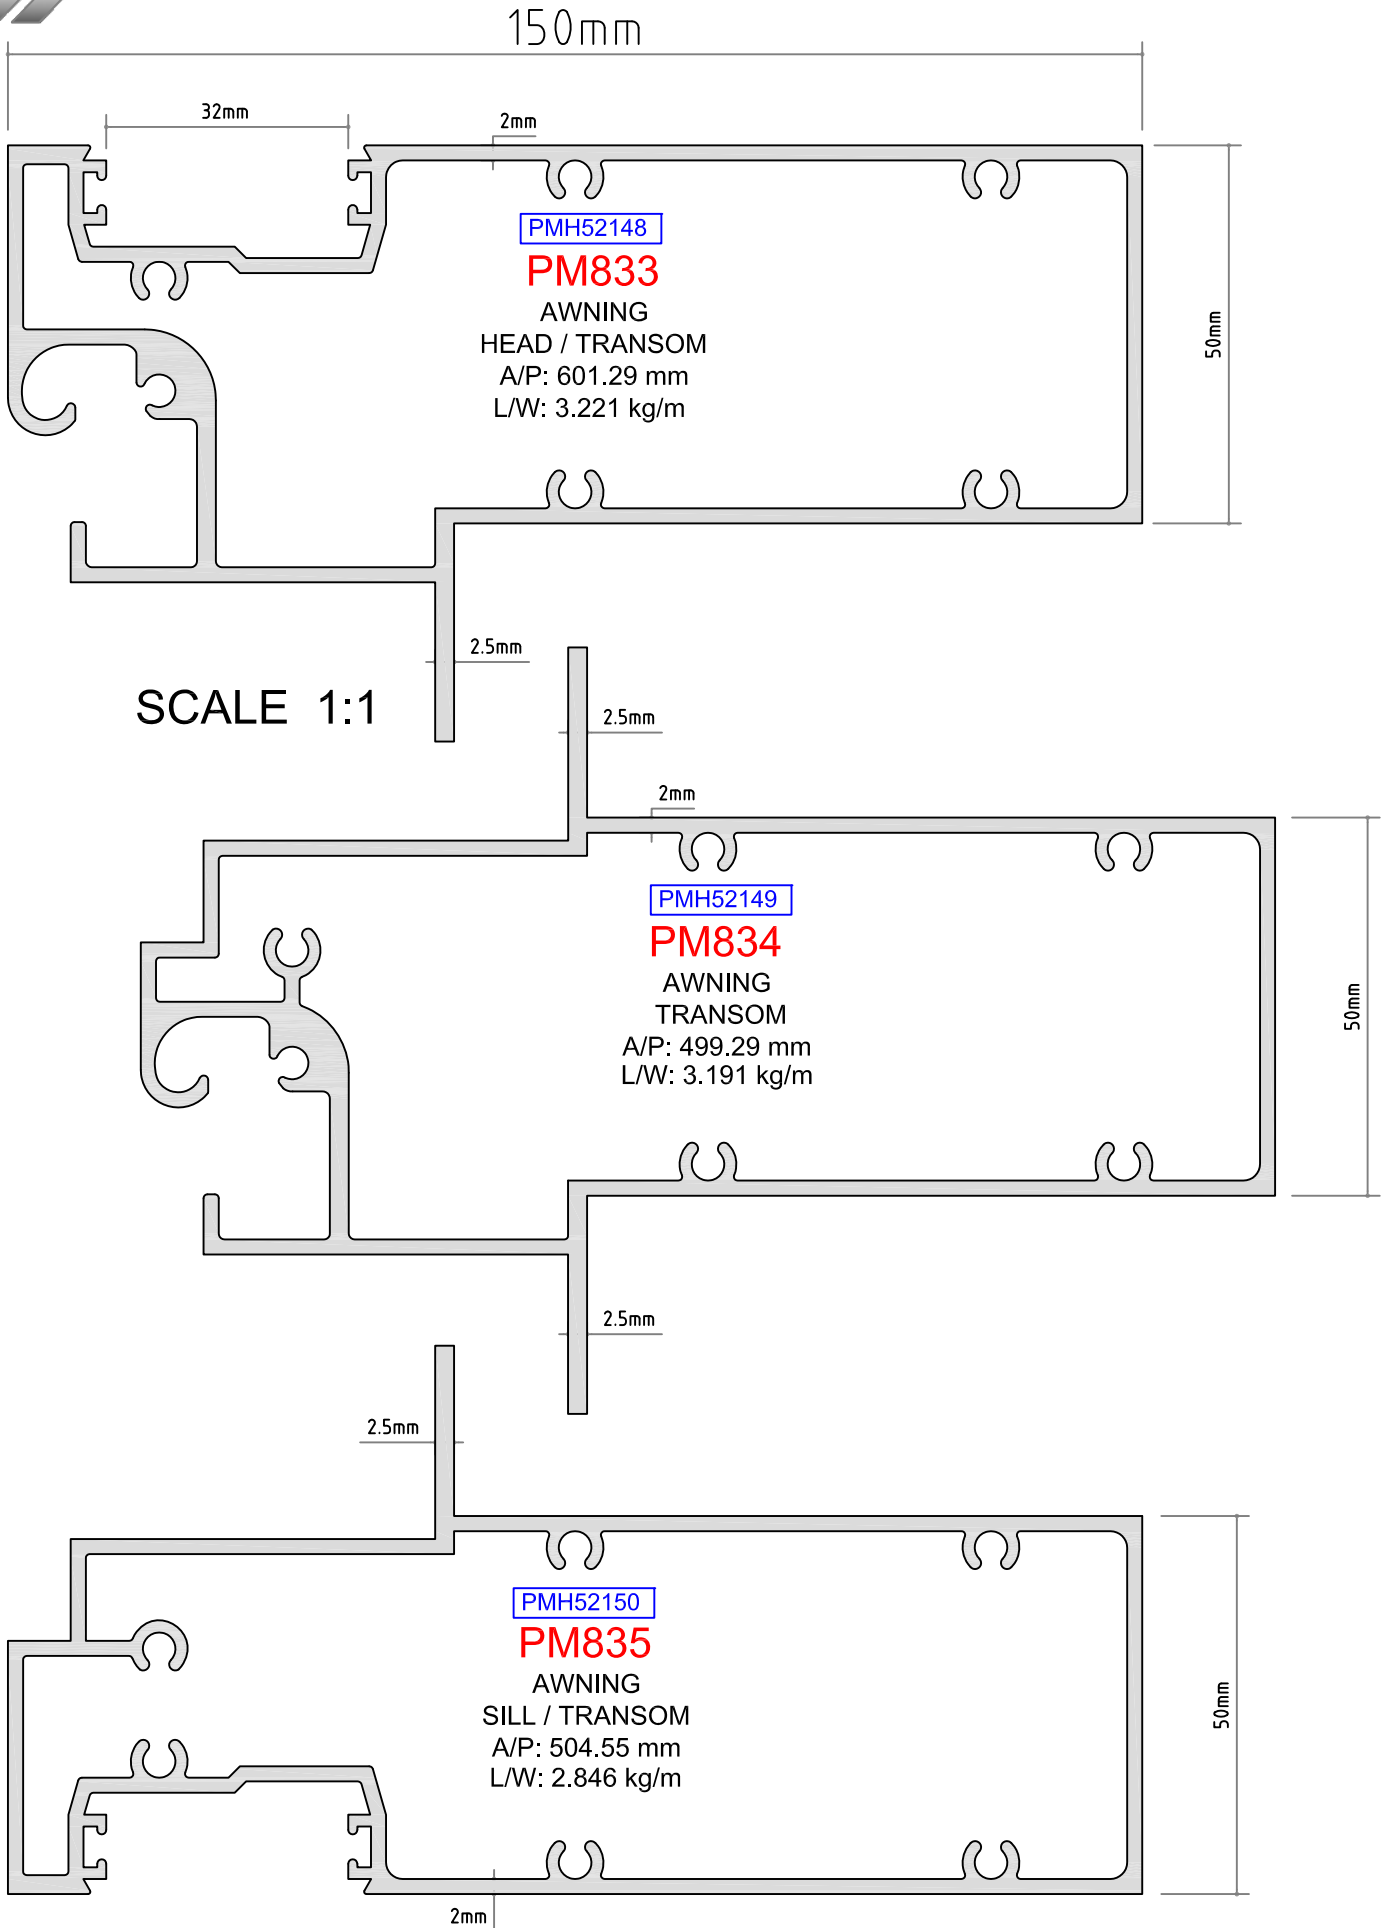 150mm
32mm
2mm
PMH52148
PM833
AWNING
HEAD / TRANSOM
A/P: 601.29 mm
L/W: 3.221 kg/m
50mm
2.5mm
SCALE 1:1
2.5mm
2mm
PMH52149
PM834
AWNING
TRANSOM
A/P: 499.29 mm
L/W: 3.191 kg/m
50mm
2.5mm
2.5mm
PMH52150
PM835
AWNING
SILL / TRANSOM
A/P: 504.55 mm
L/W: 2.846 kg/m
50mm
2mm